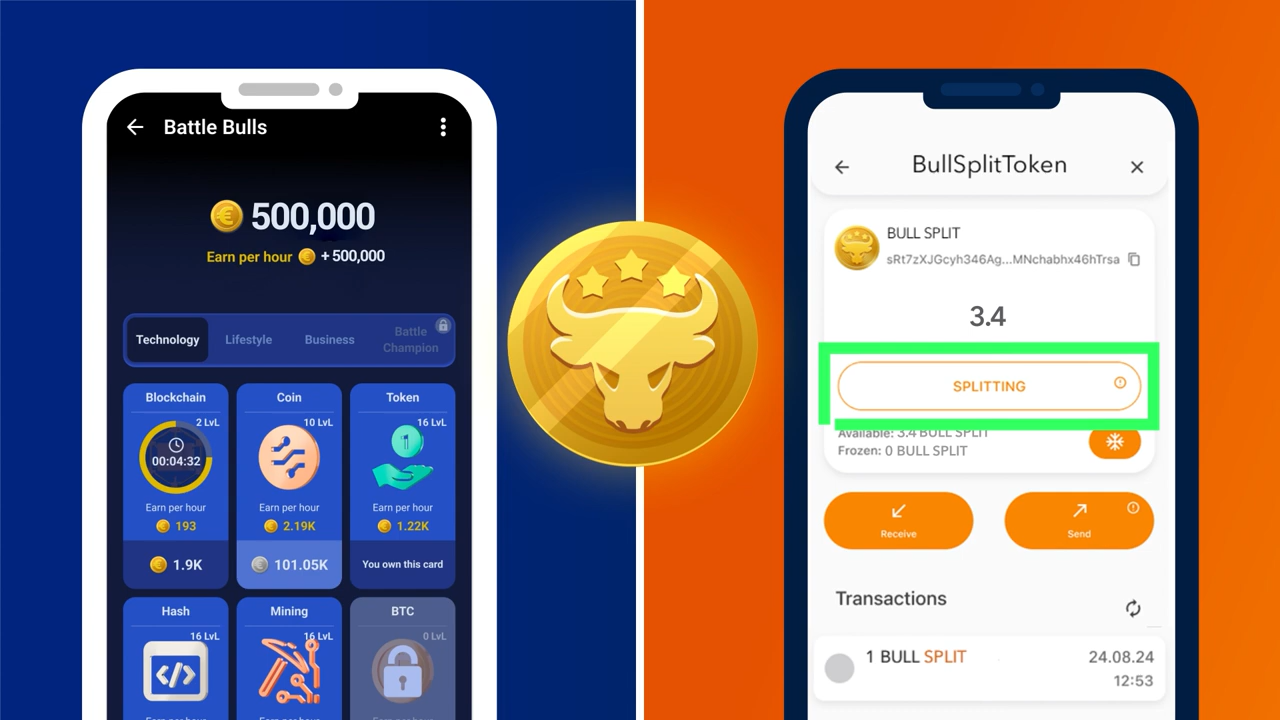 Battle Bulls
500,000
Earn per hour +500,000
Technology
Lifestyle
Business
Battle
Champion
Blockchain
2 LvL
00:04:32
Earn per hour
193
1.9K
Coin
10 LvL
Earn per hour
2.19K
101.05K
Token
16 LvL
Earn per hour
1.22K
You own this card
Hash
16 LvL
</>
Mining
16 LvL
BTC
0 LvL
BullSplitToken
BULL SPLIT
sRt7zXJGcyh346Ag...MNchabhx46hTrsa
3.4
SPLITTING
Available: 3.4 BULL SPLIT
Frozen: 0 BULL SPLIT
Receive
Send
Transactions
1 BULL SPLIT
24.08.24
12:53